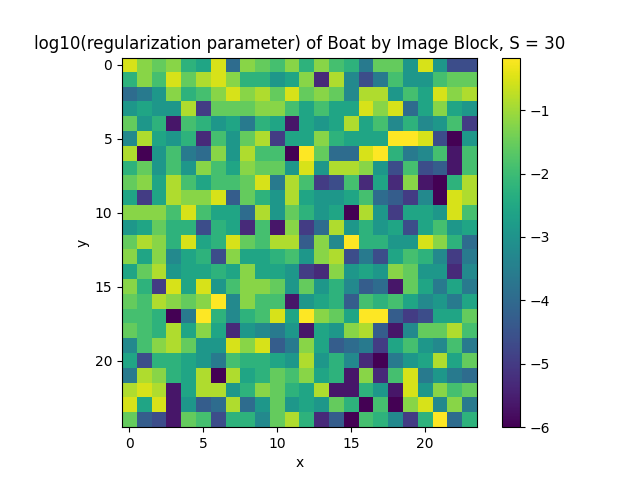 log10(regularization parameter) of Boat by Image Block, S = 30
0
5
10
15
20
y
0 5 10 15 20
x
−1
−2
−3
−4
−5
−6